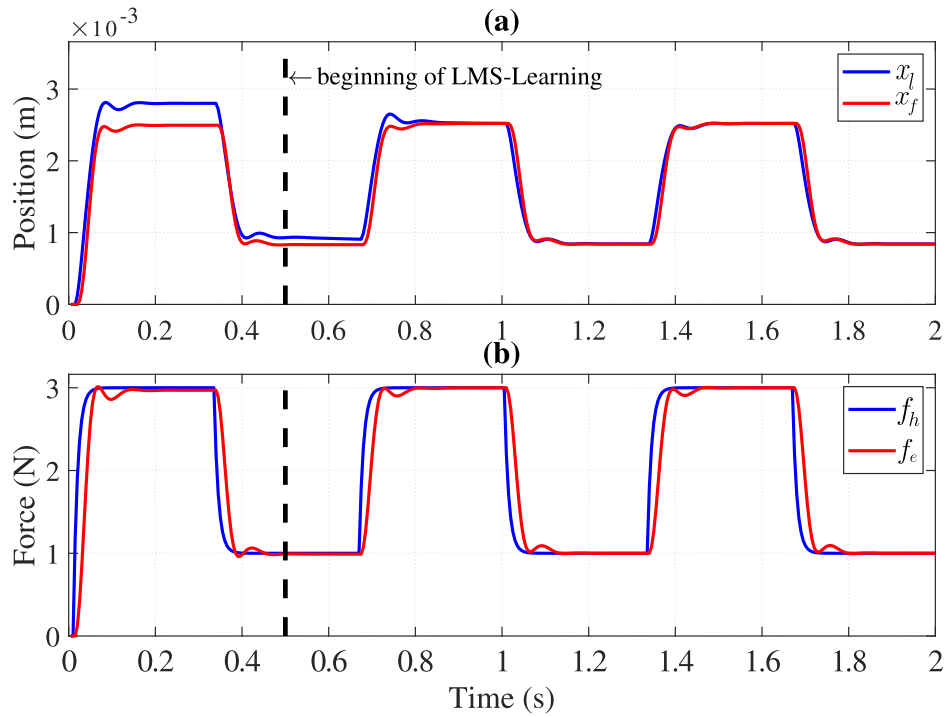 (a)
×10⁻³
Position (m)
3
2
1
0
←beginning of LMS-Learning
x_l
x_f
0 0.2 0.4 0.6 0.8 1 1.2 1.4 1.6 1.8 2
(b)
Force (N)
3
3
1
0
f_h
f_e
0 0.2 0.4 0.6 0.8 1 1.2 1.4 1.6 1.8 2
Time (s)